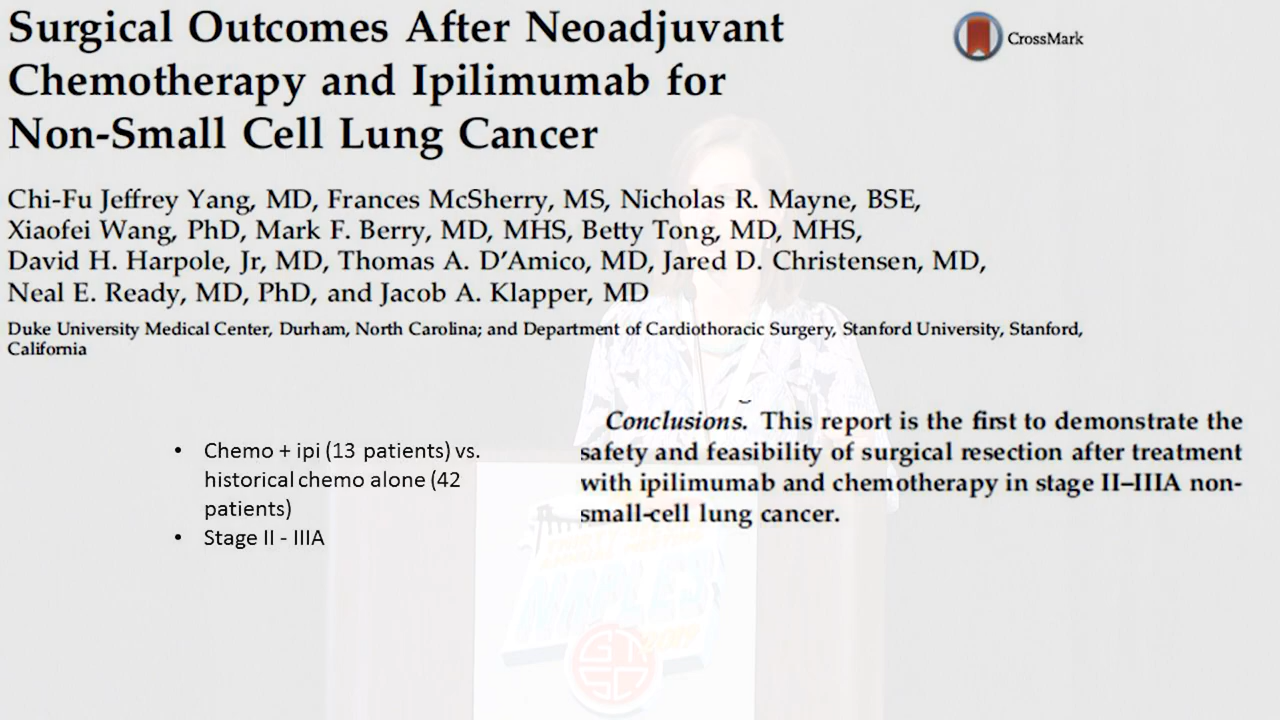 Surgical Outcomes After Neoadjuvant
Chemotherapy and Ipilimumab for
Non-Small Cell Lung Cancer
CrossMark
Chi-Fu Jeffrey Yang, MD, Frances McSherry, MS, Nicholas R. Mayne, BSE,
Xiaofei Wang, PhD, Mark F. Berry, MD, MHS, Betty Tong, MD, MHS,
David H. Harpole, Jr, MD, Thomas A. D’Amico, MD, Jared D. Christensen, MD,
Neal E. Ready, MD, PhD, and Jacob A. Klapper, MD
Duke University Medical Center, Durham, North Carolina; and Department of Cardiothoracic Surgery, Stanford University, Stanford,
California
• Chemo + ipi (13 patients) vs.
historical chemo alone (42
patients)
• Stage II - IIIA
Conclusions. This report is the first to demonstrate the
safety and feasibility of surgical resection after treatment
with ipilimumab and chemotherapy in stage II–IIIA non-
small-cell lung cancer.
NAPLES